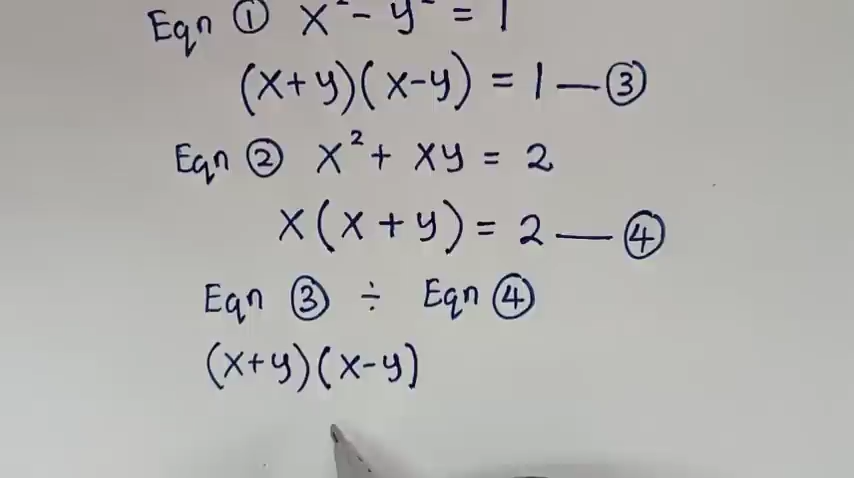 Eqn ① x² - y² = 1
(x+y)(x-y) = 1 — ③
Eqn ② x² + xy = 2
x(x+y) = 2 — ④
Eqn ③ ÷ Eqn ④
(x+y)(x-y)